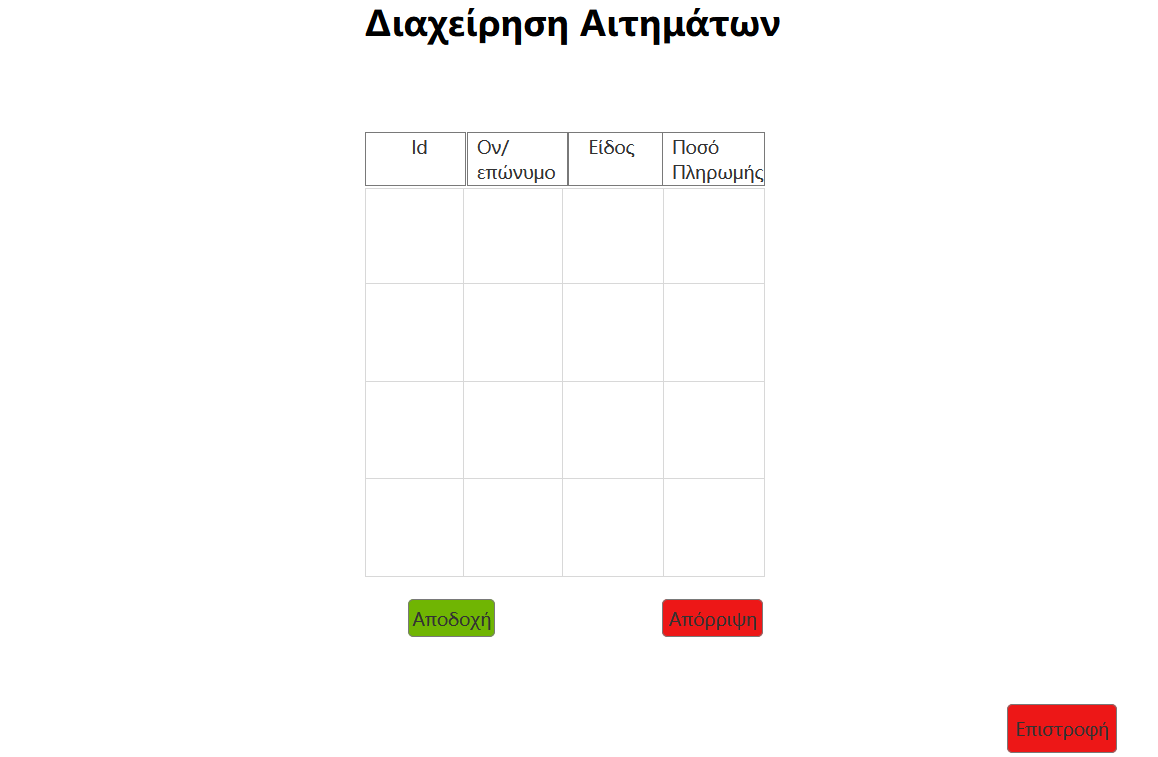 Διαχείρηση Αιτημάτων
Id
Ον/
επώνυμο
Είδος
Ποσό
Πληρωμής
Αποδοχή
Απόρριψη
Επιστροφή